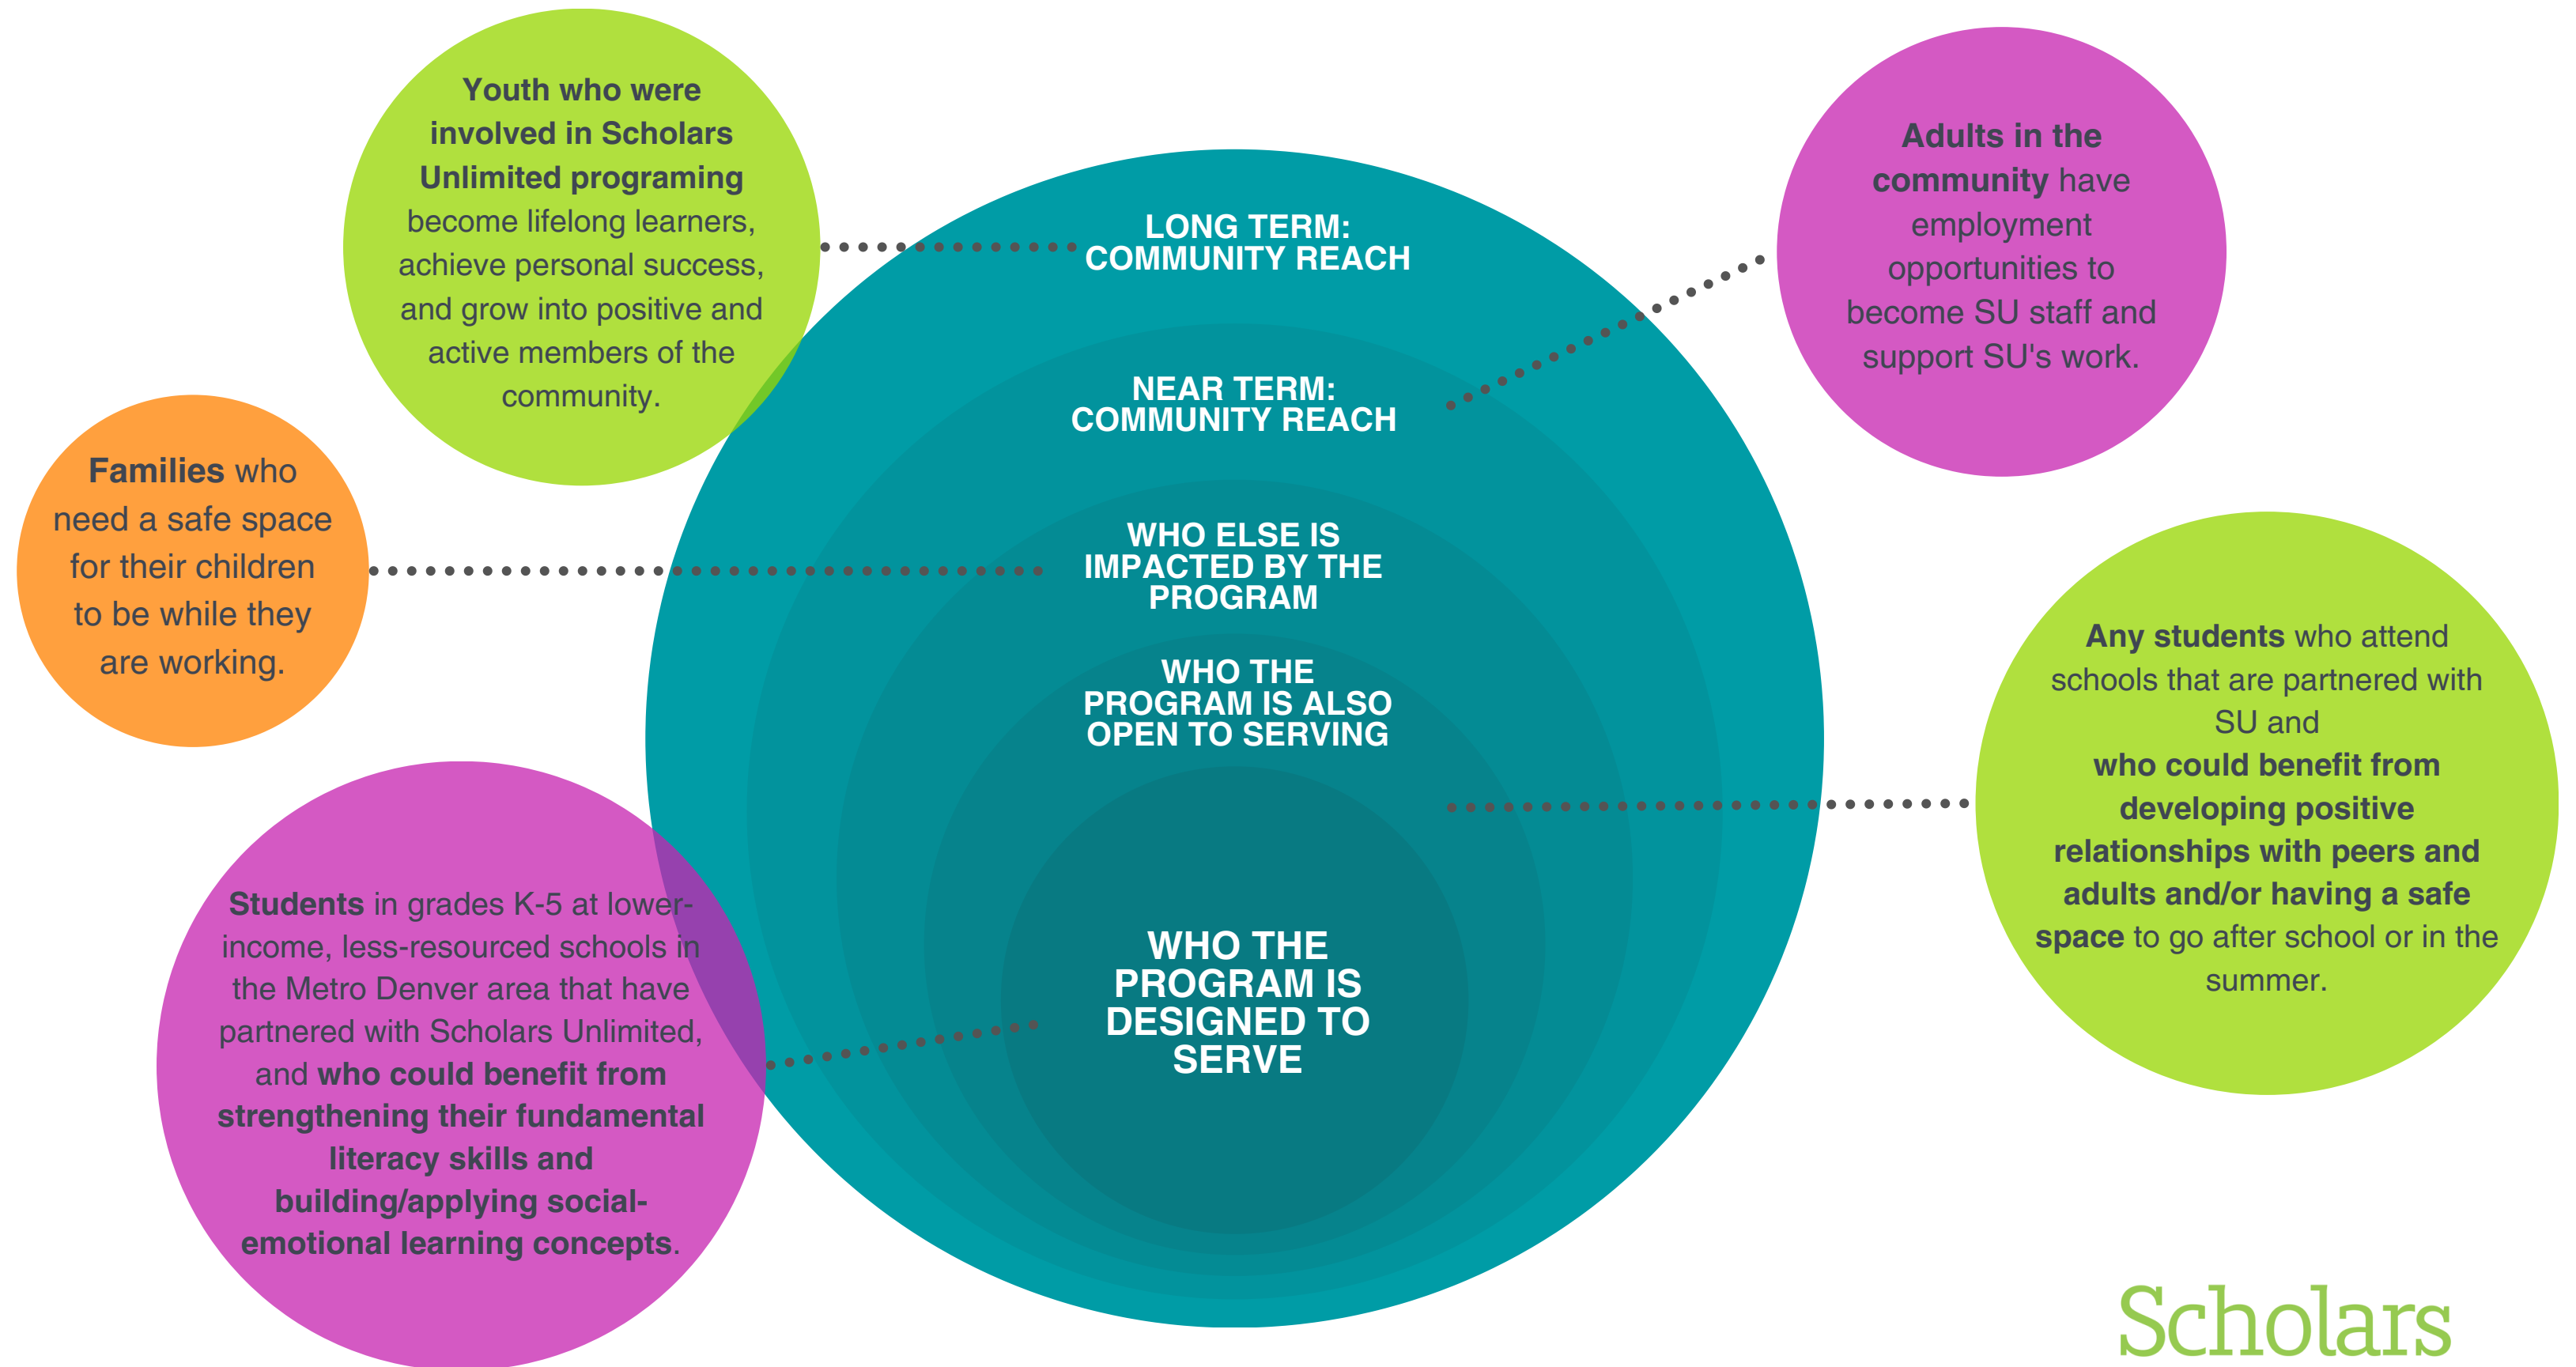 Youth who were
involved in Scholars
Unlimited programing
become lifelong learners,
achieve personal success,
and grow into positive and
active members of the
community.
Adults in the
community have
employment
opportunities to
become SU staff and
support SU's work.
LONG TERM:
COMMUNITY REACH
NEAR TERM:
COMMUNITY REACH
Families who
need a safe space
for their children
to be while they
are working.
WHO ELSE IS
IMPACTED BY THE
PROGRAM
WHO THE
PROGRAM IS ALSO
OPEN TO SERVING
Any students who attend
schools that are partnered with
SU and
who could benefit from
developing positive
relationships with peers and
adults and/or having a safe
space to go after school or in the
summer.
Students in grades K-5 at lower-
income, less-resourced schools in
the Metro Denver area that have
partnered with Scholars Unlimited,
and who could benefit from
strengthening their fundamental
literacy skills and
building/applying social-
emotional learning concepts.
WHO THE
PROGRAM IS
DESIGNED TO
SERVE
Scholars